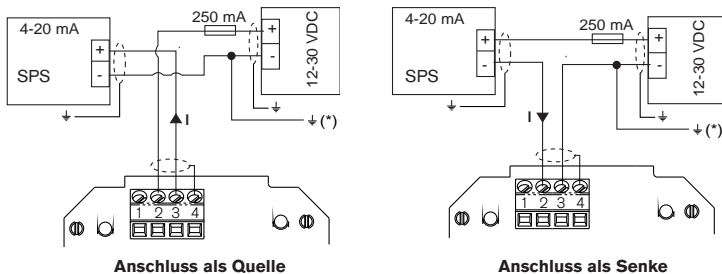 4-20 mA
SPS
+
-
250 mA
+
-
12-30 VDC
(*)
I
1 2 3 4
Anschluss als Quelle
4-20 mA
SPS
+
-
250 mA
+
-
12-30 VDC
(*)
I
1 2 3 4
Anschluss als Senke